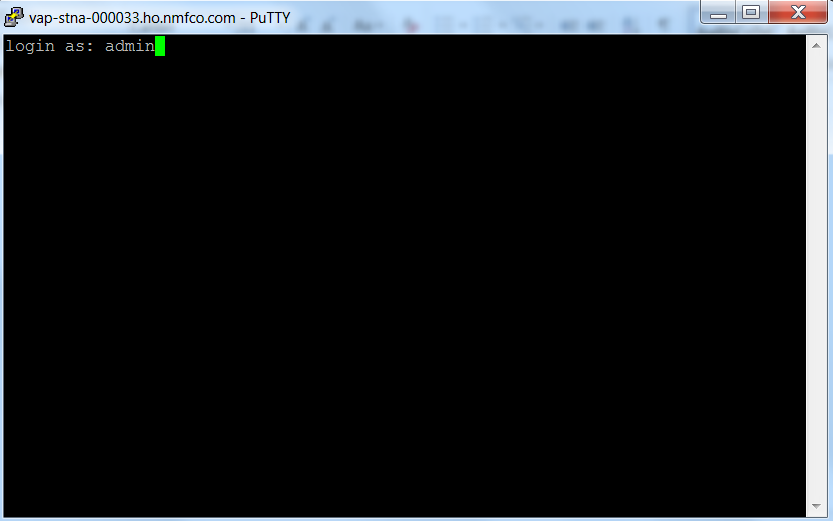 vap-stna-000033.ho.nmfco.com - PuTTY
login as: admin